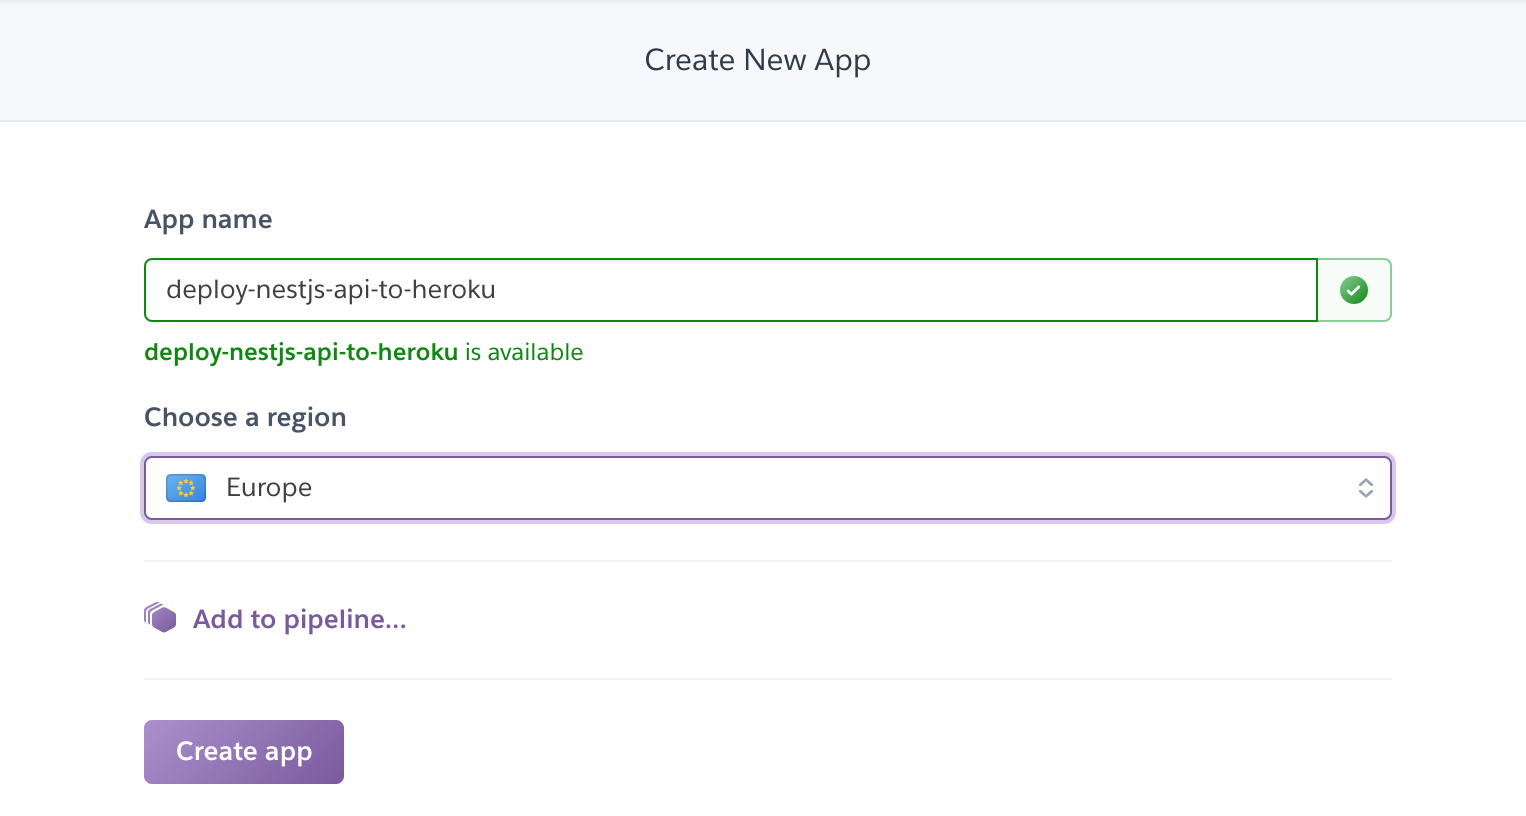 Create New App
App name
deploy-nestjs-api-to-heroku
deploy-nestjs-api-to-heroku is available
Choose a region
Europe
Add to pipeline...
Create app